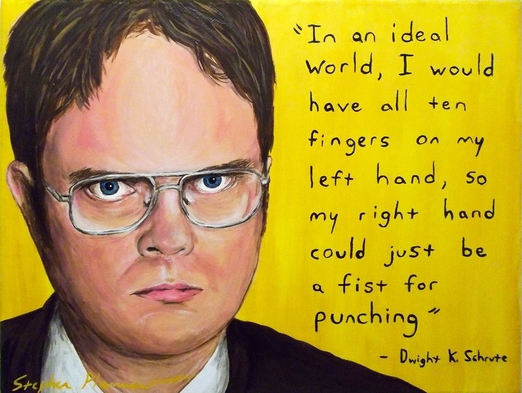 "In an ideal
World, I would
have all ten
fingers on my
left hand, so
my right hand
could just be
a fist for
punching"
- Dwight K. Schrute
Stephen